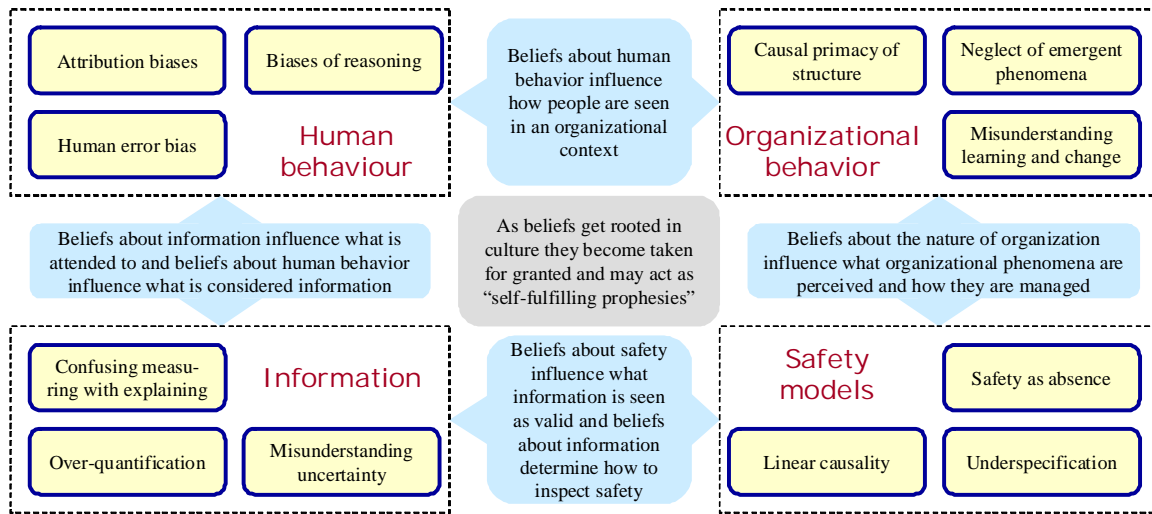 Attribution biases
Biases of reasoning
Human error bias
Human
behaviour
Beliefs about human
behavior influence
how people are seen
in an organizational
context
Causal primacy of
structure
Neglect of emergent
phenomena
Organizational
behavior
Misunderstanding
learning and change
Beliefs about information influence what is
attended to and beliefs about human behavior
influence what is considered information
As beliefs get rooted in
culture they become taken
for granted and may act as
“self-fulfilling prophesies”
Beliefs about the nature of organization
influence what organizational phenomena are
perceived and how they are managed
Confusing measu-
ring with explaining
Information
Over-quantification
Misunderstanding
uncertainty
Beliefs about safety
influence what
information is seen
as valid and beliefs
about information
determine how to
inspect safety
Safety
models
Safety as absence
Linear causality
Underspecification